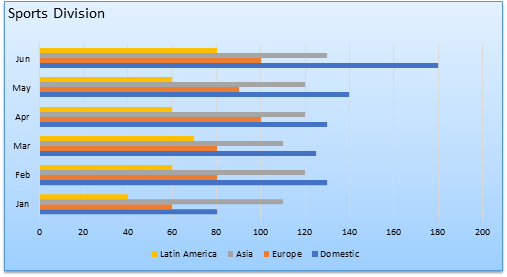 Sports Division
Jun
May
Apr
Mar
Feb
Jan
0 20 40 60 80 100 120 140 160 180 200
Latin America Asia Europe Domestic